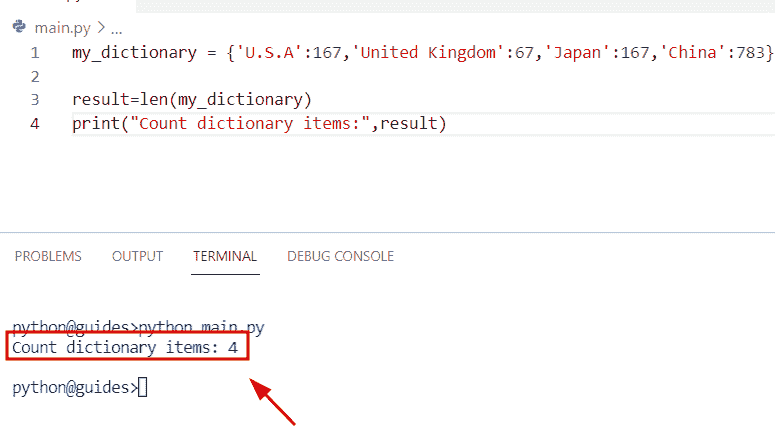 main.py > ...
1 my_dictionary = {'U.S.A':167,'United Kingdom':67,'Japan':167,'China':783}
2
3 result=len(my_dictionary)
4 print("Count dictionary items:",result)
PROBLEMS OUTPUT TERMINAL DEBUG CONSOLE
python@guides>python main.py
Count dictionary items: 4
python@guides>